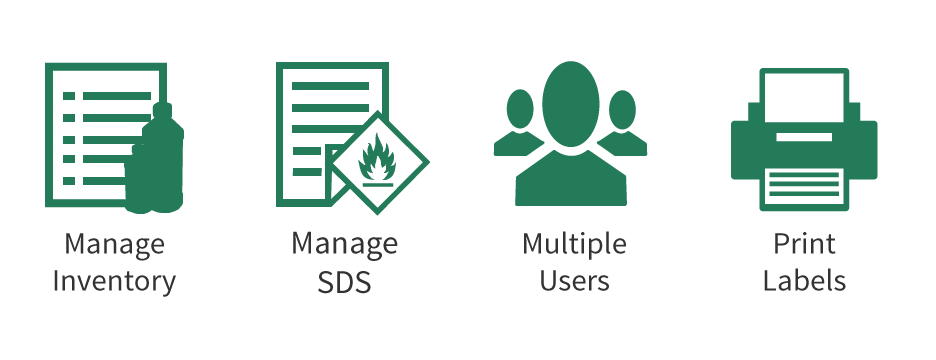 Manage
Inventory
Manage
SDS
Multiple
Users
Print
Labels